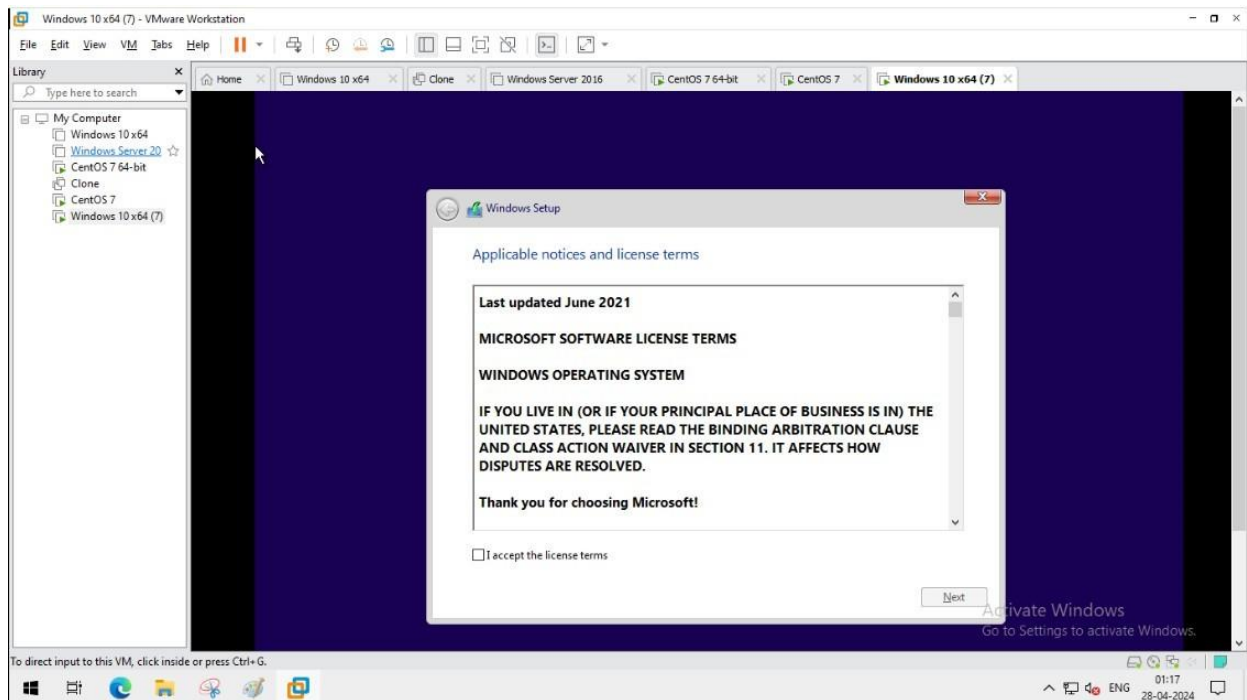 Windows 10 x64 (7) - VMware Workstation
File Edit View VM Tabs Help
Library
Type here to search
My Computer
Windows 10 x64
Windows Server 20
CentOS 7 64-bit
Clone
CentOS 7
Windows 10 x64 (7)
Home Windows 10 x64 Clone Windows Server 2016 CentOS 7 64-bit CentOS 7 Windows 10 x64 (7)
Windows Setup
Applicable notices and license terms
Last updated June 2021
MICROSOFT SOFTWARE LICENSE TERMS
WINDOWS OPERATING SYSTEM
IF YOU LIVE IN (OR IF YOUR PRINCIPAL PLACE OF BUSINESS IS IN) THE
UNITED STATES, PLEASE READ THE BINDING ARBITRATION CLAUSE
AND CLASS ACTION WAIVER IN SECTION 11. IT AFFECTS HOW
DISPUTES ARE RESOLVED.
Thank you for choosing Microsoft!
I accept the license terms
Next
Activate Windows
Go to Settings to activate Windows.
To direct input to this VM, click inside or press Ctrl+G.
ENG
01:17
28-04-2024